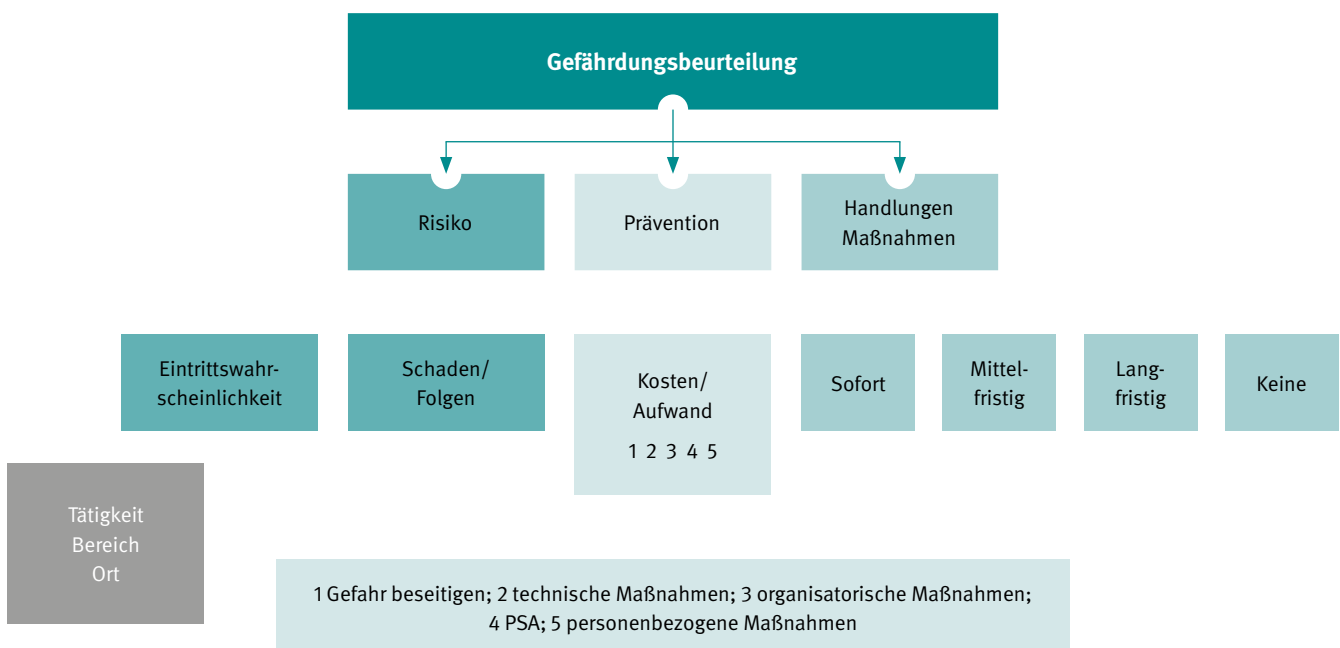 Gefährdungsbeurteilung
Risiko
Prävention
Handlungen
Maßnahmen
Eintrittswahr-
scheinlichkeit
Schaden/
Folgen
Kosten/
Aufwand
1 2 3 4 5
Sofort
Mittel-
fristig
Lang-
fristig
Keine
Tätigkeit
Bereich
Ort
1 Gefahr beseitigen; 2 technische Maßnahmen; 3 organisatorische Maßnahmen;
4 PSA; 5 personenbezogene Maßnahmen